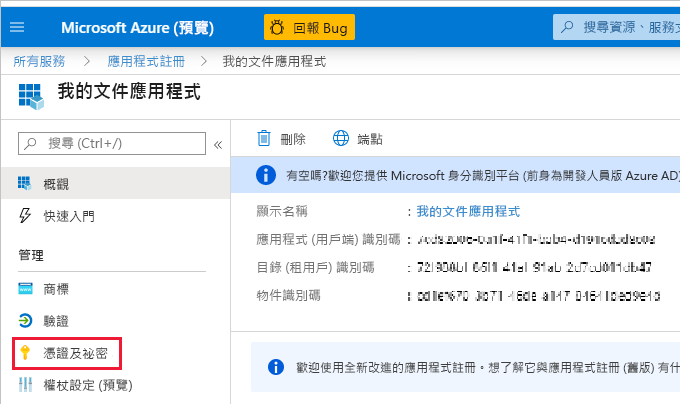 Microsoft Azure (預覽)
回報 Bug
搜尋資源、服務文
所有服務 > 應用程式註冊 > 我的文件應用程式
我的文件應用程式
搜尋 (Ctrl+/)
«
概觀
快速入門
管理
商標
驗證
憑證及祕密
權杖設定 (預覽)
刪除
端點
有空嗎?歡迎您提供 Microsoft 身分識別平台 (前身為開發人員版 Azure AD)
顯示名稱 : 我的文件應用程式
應用程式 (用戶端) 識別碼 :
目錄 (租用戶) 識別碼 :
物件識別碼 :
歡迎使用全新改進的應用程式註冊。想了解它與應用程式註冊 (舊版) 有什